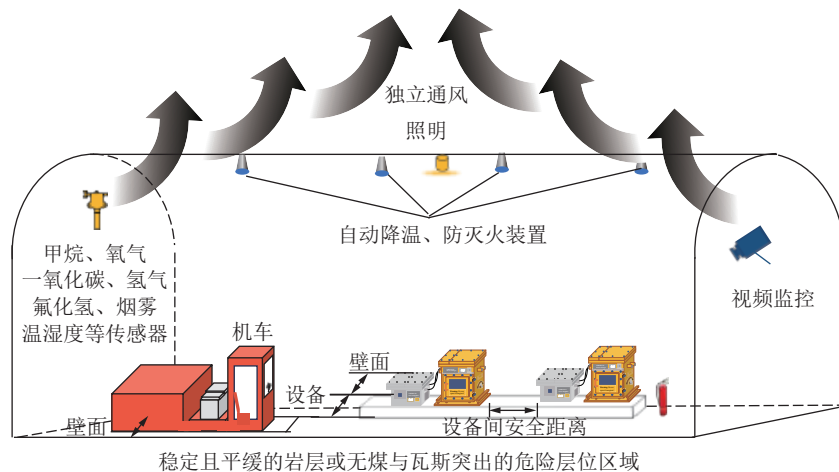 独立通风
照明
自动降温、防灭火装置
甲烷、氧气
一氧化碳、氢气
氟化氢、烟雾
温湿度等传感器
视频监控
机车
壁面
设备
壁面
设备间安全距离
稳定且平缓的岩层或无煤与瓦斯突出的危险层位区域